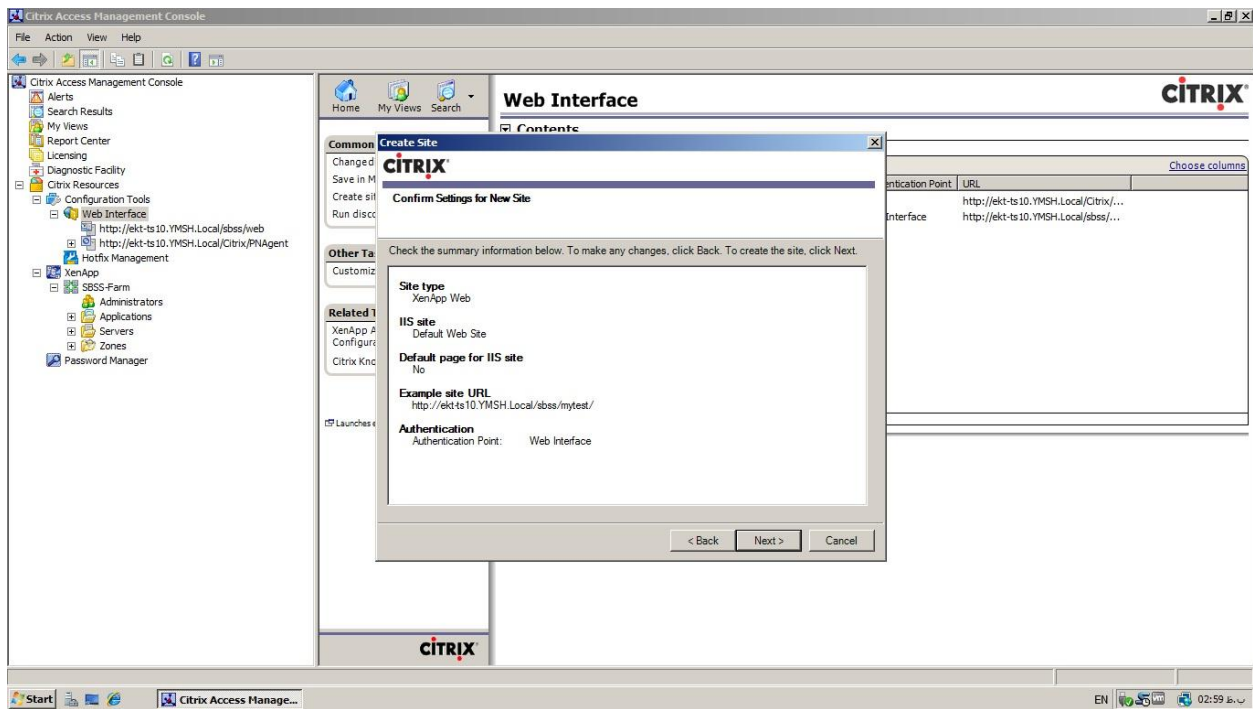 Citrix Access Management Console
File Action View Help
Citrix Access Management Console
Alerts
Search Results
My Views
Report Center
Licensing
Diagnostic Facility
Citrix Resources
Configuration Tools
Web Interface
http://ekt-ts10.YMSH.Local/sbss/web
http://ekt-ts10.YMSH.Local/Citrix/PNAgent
Hotfix Management
XenApp
SBSS-Farm
Administrators
Applications
Servers
Zones
Password Manager
Home My Views Search
Common
Changed
Save in M
Create sit
Run disco
Other Ta
Customiz
Related T
XenApp A
Configura
Citrix Kno
Launches e
CITRIX
Web Interface
CITRIX
Contents
Choose columns
entication Point URL
http://ekt-ts10.YMSH.Local/Citrix/...
Interface http://ekt-ts10.YMSH.Local/sbss/...
Create Site
CITRIX
Confirm Settings for New Site
Check the summary information below. To make any changes, click Back. To create the site, click Next.
Site type
XenApp Web
IIS site
Default Web Site
Default page for IIS site
No
Example site URL
http://ekt-ts10.YMSH.Local/sbss/mytest/
Authentication
Authentication Point: Web Interface
< Back Next > Cancel
Start Citrix Access Manage... EN 02:59 ب.ظ